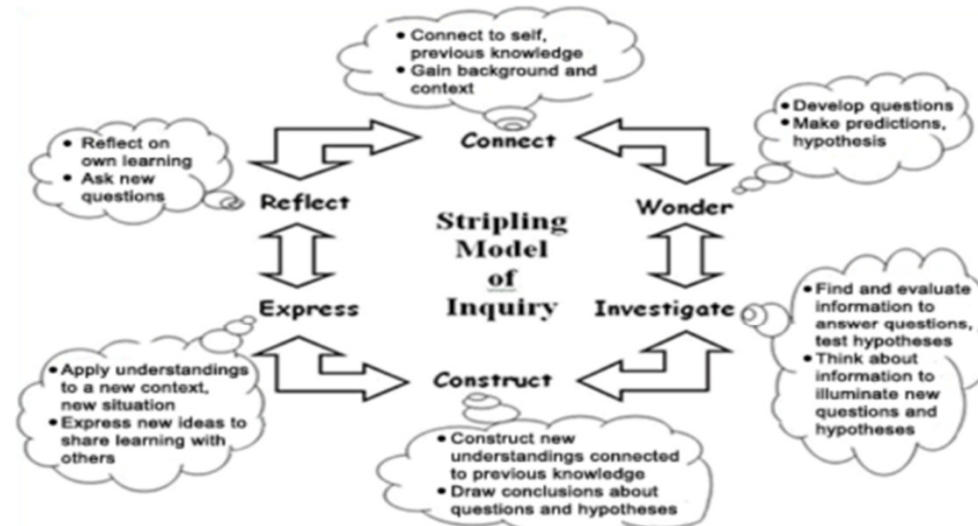 • Connect to self,
previous knowledge
• Gain background and
context
Connect
• Develop questions
• Make predictions,
hypothesis
Wonder
• Reflect on
own learning
• Ask new
questions
Reflect
Stripling
Model
of
Inquiry
Express
Investigate
• Find and evaluate
information to
answer questions,
test hypotheses
• Think about
information to
illuminate new
questions and
hypotheses
• Apply understandings
to a new context,
new situation
• Express new ideas to
share learning with
others
Construct
• Construct new
understandings connected
to previous knowledge
• Draw conclusions about
questions and hypotheses